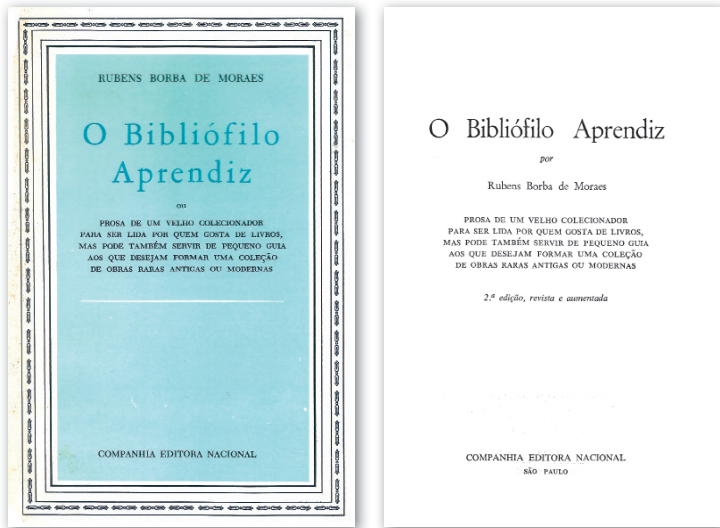 RUBENS BORBA DE MORAES
O Bibliófilo
Aprendiz
ou
PROSA DE UM VELHO COLECIONADOR
PARA SER LIDA POR QUEM GOSTA DE LIVROS,
MAS PODE TAMBÉM SERVIR DE PEQUENO GUIA
AOS QUE DESEJAM FORMAR UMA COLEÇÃO
DE OBRAS RARAS ANTIGAS OU MODERNAS
COMPANHIA EDITORA NACIONAL
O Bibliófilo Aprendiz
por
Rubens Borba de Moraes
PROSA DE UM VELHO COLECIONADOR
PARA SER LIDA POR QUEM GOSTA DE LIVROS,
MAS PODE TAMBÉM SERVIR DE PEQUENO GUIA
AOS QUE DESEJAM FORMAR UMA COLEÇÃO
DE OBRAS RARAS ANTIGAS OU MODERNAS
2.ª edição, revista e aumentada
COMPANHIA EDITORA NACIONAL
SÃO PAULO